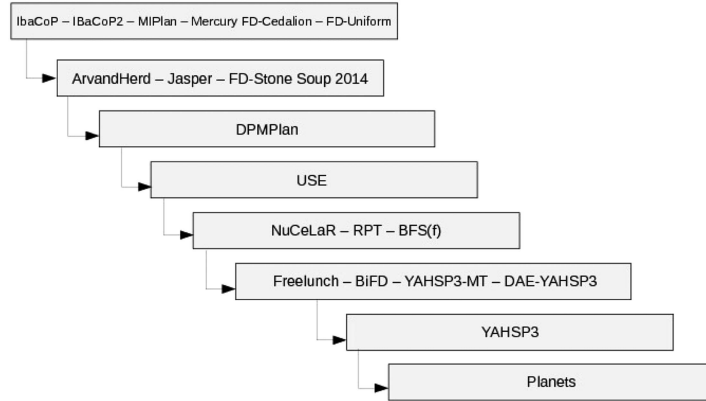 IbaCoP – IBaCoP2 – MIPlan – Mercury FD-Cedalion – FD-Uniform
ArvandHerd – Jasper – FD-Stone Soup 2014
DPMPlan
USE
NuCeLaR – RPT – BFS(f)
Freelunch – BiFD – YAHSP3-MT – DAE-YAHSP3
YAHSP3
Planets